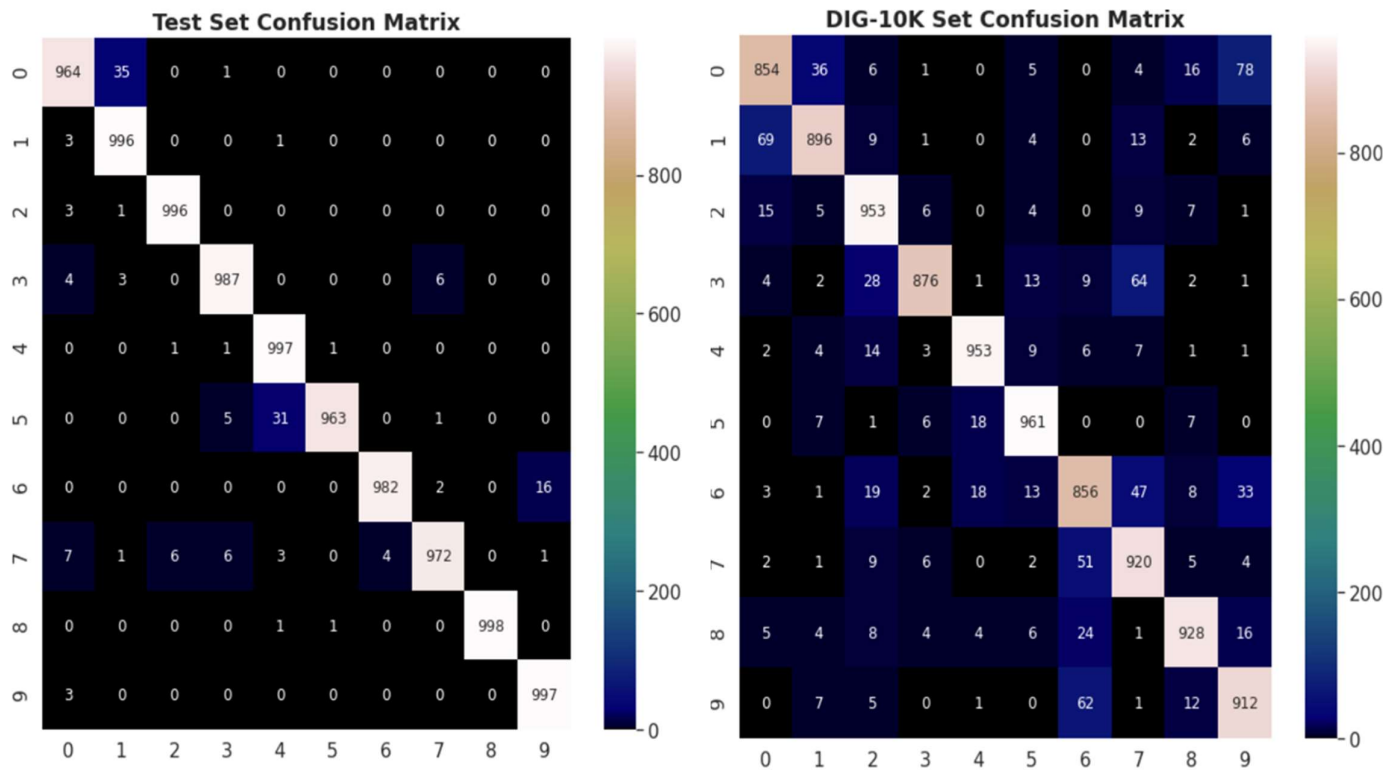 Test Set Confusion Matrix
0 964 35 0 1 0 0 0 0 0 0
1 3 996 0 0 1 0 0 0 0 0
2 3 1 996 0 0 0 0 0 0 0
3 4 3 0 987 0 0 0 6 0 0
4 0 0 1 1 997 1 0 0 0 0
5 0 0 0 5 31 963 0 1 0 0
6 0 0 0 0 0 0 982 2 0 16
7 7 1 6 6 3 0 4 972 0 1
8 0 0 0 0 1 1 0 0 998 0
9 3 0 0 0 0 0 0 0 0 997
0 1 2 3 4 5 6 7 8 9
800
600
400
200
0
DIG-10K Set Confusion Matrix
0 854 36 6 1 0 5 0 4 16 78
1 69 896 9 1 0 4 0 13 2 6
2 15 5 953 6 0 4 0 9 7 1
3 4 2 28 876 1 13 9 64 2 1
4 2 4 14 3 953 9 6 7 1 1
5 0 7 1 6 18 961 0 0 7 0
6 3 1 19 2 18 13 856 47 8 33
7 2 1 9 6 0 2 51 920 5 4
8 5 4 8 4 4 6 24 1 928 16
9 0 7 5 0 1 0 62 1 12 912
0 1 2 3 4 5 6 7 8 9
800
600
400
200
0